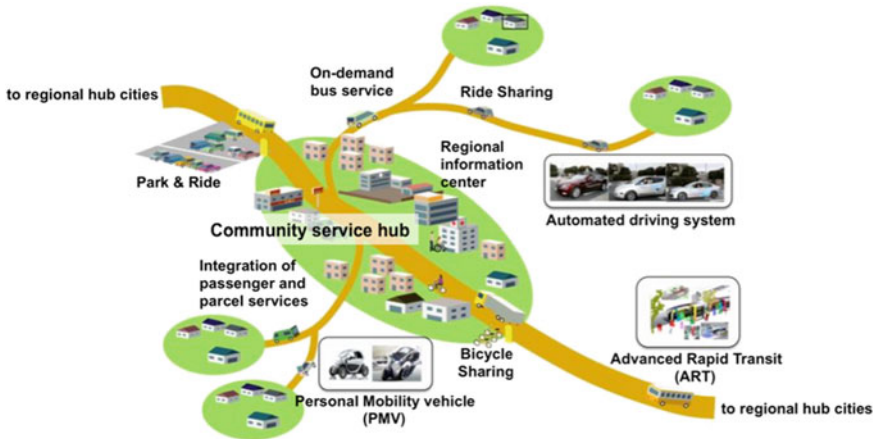 to regional hub cities
On-demand
bus service
Ride Sharing
Park & Ride
Regional
information
center
Automated driving system
Community service hub
Integration of
passenger and
parcel services
Bicycle
Sharing
Advanced Rapid Transit
(ART)
Personal Mobility vehicle
(PMV)
to regional hub cities